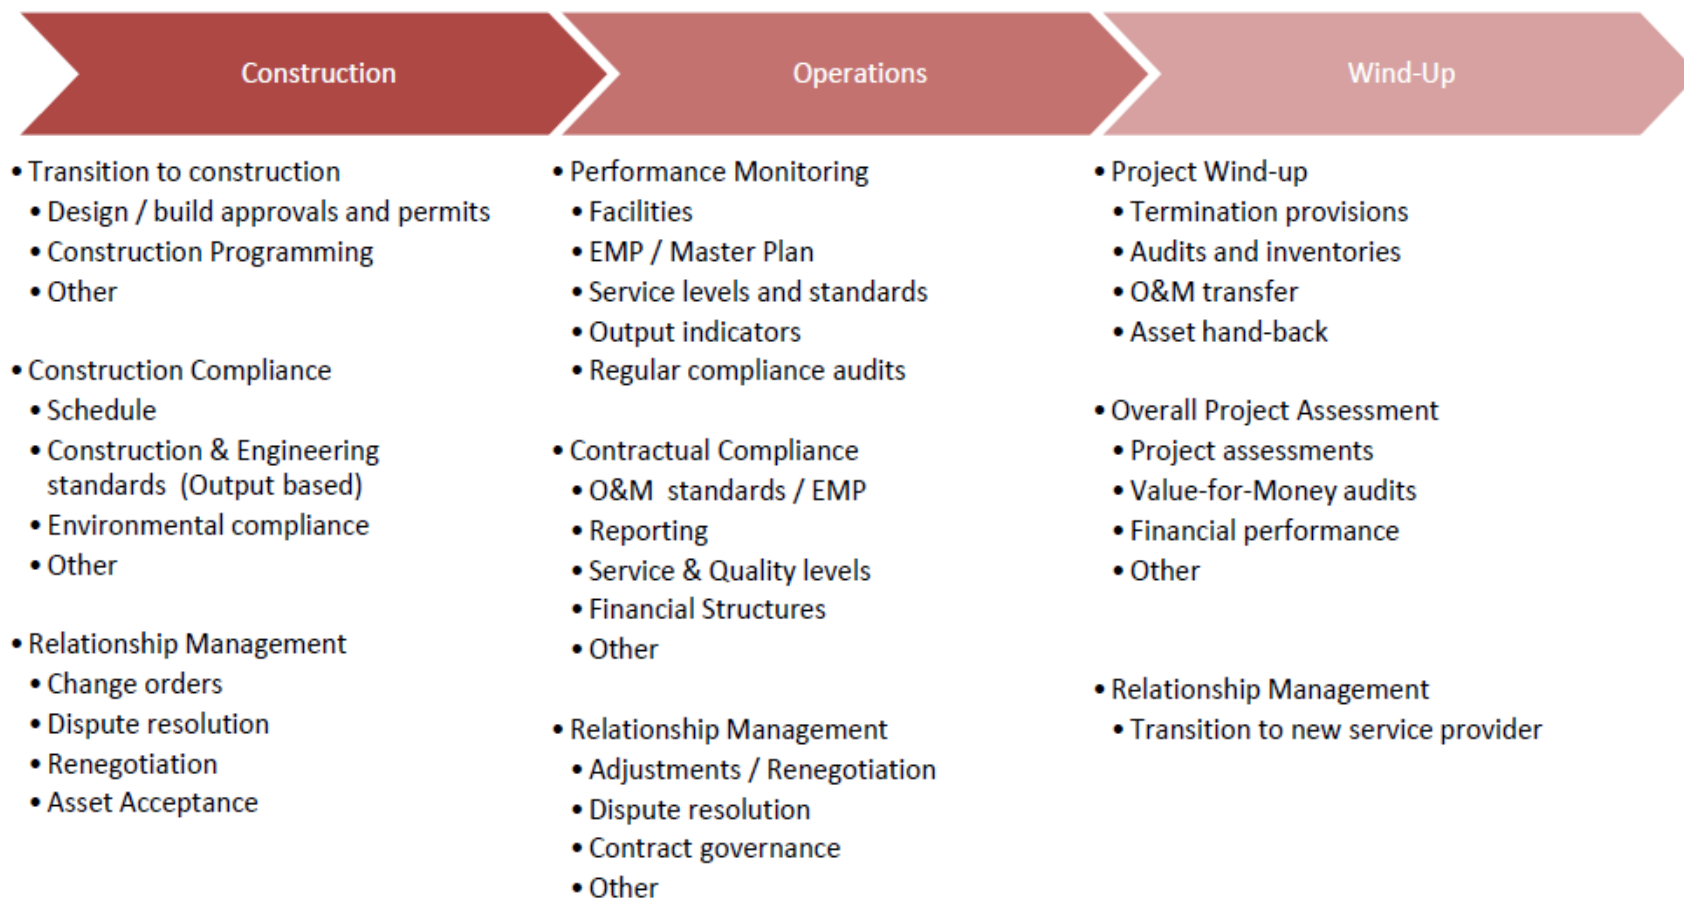 Construction
Operations
Wind-Up
• Transition to construction
• Design / build approvals and permits
• Construction Programming
• Other
• Construction Compliance
• Schedule
• Construction & Engineering
standards (Output based)
• Environmental compliance
• Other
• Relationship Management
• Change orders
• Dispute resolution
• Renegotiation
• Asset Acceptance
• Performance Monitoring
• Facilities
• EMP / Master Plan
• Service levels and standards
• Output indicators
• Regular compliance audits
• Contractual Compliance
• O&M standards / EMP
• Reporting
• Service & Quality levels
• Financial Structures
• Other
• Relationship Management
• Adjustments / Renegotiation
• Dispute resolution
• Contract governance
• Other
• Project Wind-up
• Termination provisions
• Audits and inventories
• O&M transfer
• Asset hand-back
• Overall Project Assessment
• Project assessments
• Value-for-Money audits
• Financial performance
• Other
• Relationship Management
• Transition to new service provider